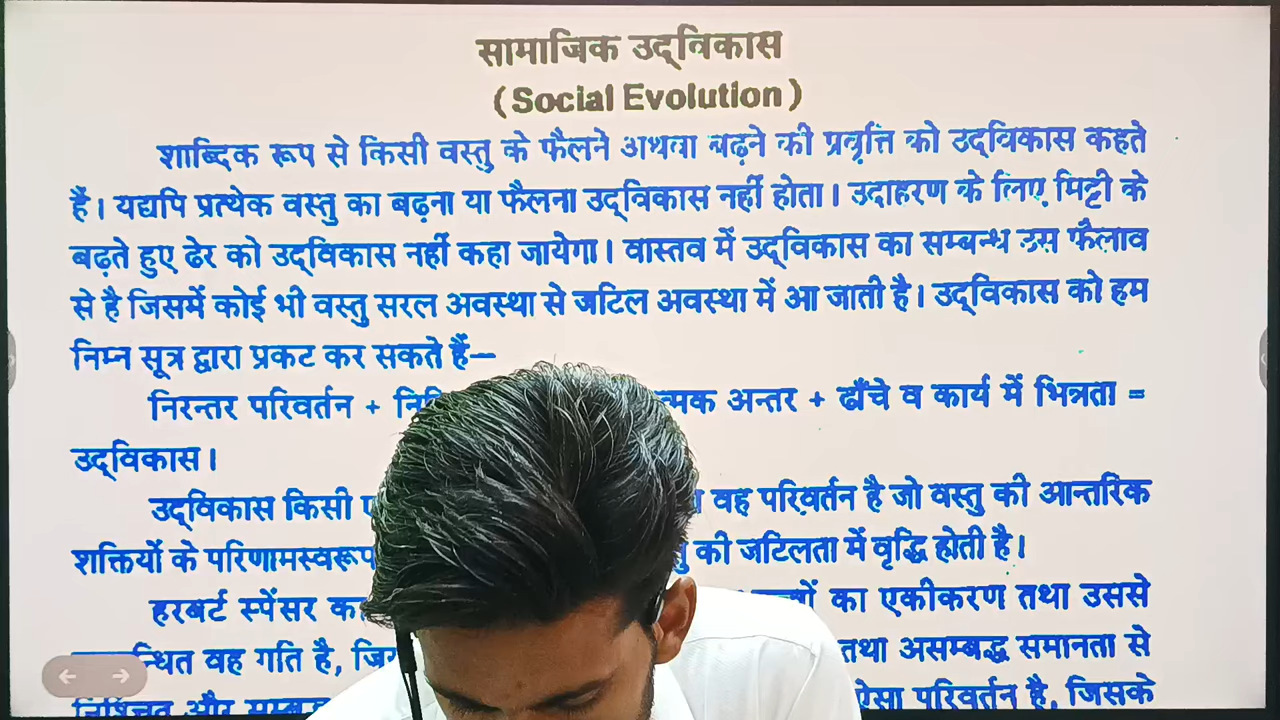 सामाजिक उद्‌विकास
(Social Evolution)
शाब्दिक रूप से किसी वस्तु के फैलने अथवा बढ़ने की प्रवृत्ति को उद्‌विकास कहते
हैं। यद्यपि प्रत्येक वस्तु का बढ़ना या फैलना उद्‌विकास नहीं होता। उदाहरण के लिए मिट्टी के
बढ़ते हुए ढेर को उद्‌विकास नहीं कहा जायेगा। वास्तव में उद्‌विकास का सम्बन्ध उस फैलाव
से है जिसमें कोई भी वस्तु सरल अवस्था से जटिल अवस्था में आ जाती है। उद्‌विकास को हम
निम्न सूत्र द्वारा प्रकट कर सकते हैं—
निरन्तर परिवर्तन + अन्तर + ढाँचे व कार्य में भिन्नता =
उद्‌विकास।
उद्‌विकास किसी वह परिवर्तन है जो वस्तु की आन्तरिक
शक्तियों के परिणामस्वरूप की जटिलता में वृद्धि होती है।
हरबर्ट स्पेंसर का एकीकरण तथा उससे
वह गति है, तथा असम्बद्ध समानता से
निश्चित और परिवर्तन है, जिसके